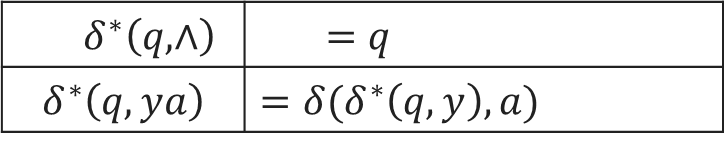 δ*(q,∧) = q
δ*(q, ya) = δ(δ*(q, y), a)